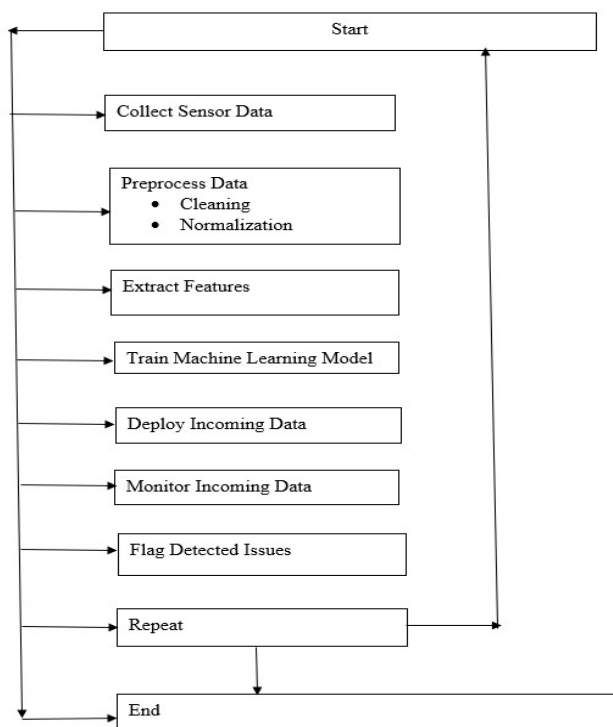 Start
Collect Sensor Data
Preprocess Data
• Cleaning
• Normalization
Extract Features
Train Machine Learning Model
Deploy Incoming Data
Monitor Incoming Data
Flag Detected Issues
Repeat
End